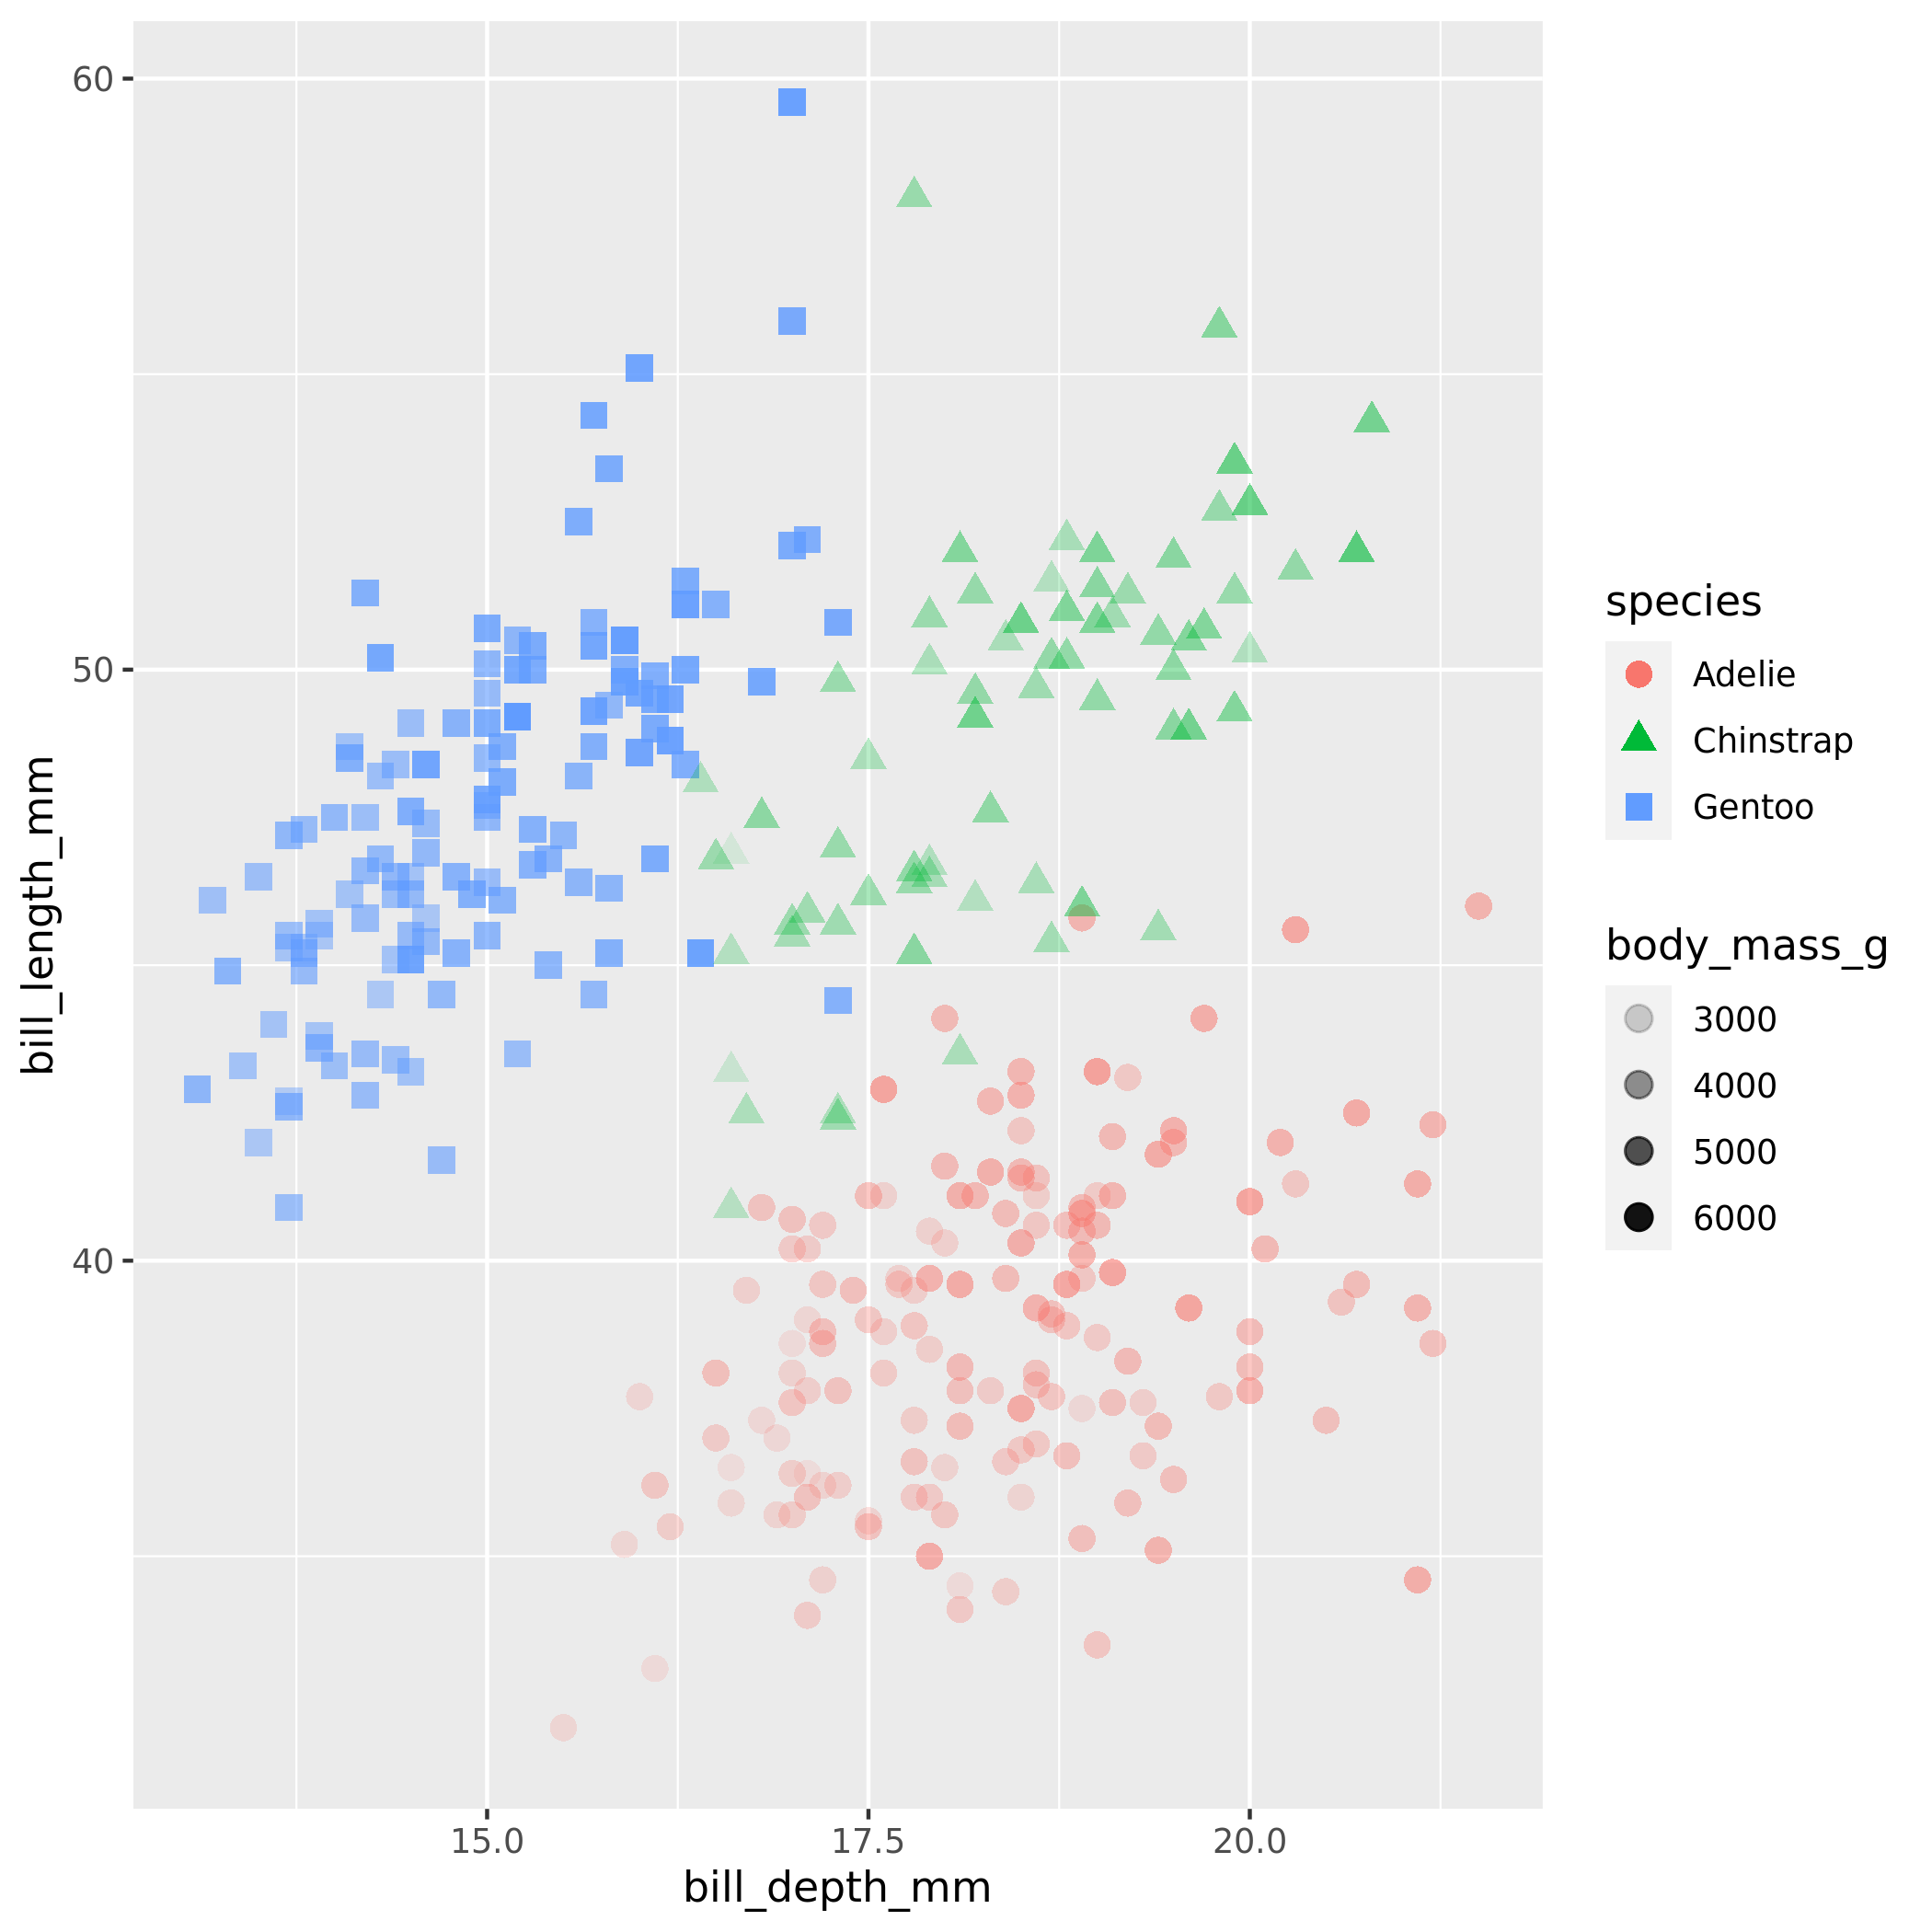 60
50
40
bill_length_mm
15.0 17.5 20.0
bill_depth_mm
species
Adelie
Chinstrap
Gentoo
body_mass_g
3000
4000
5000
6000